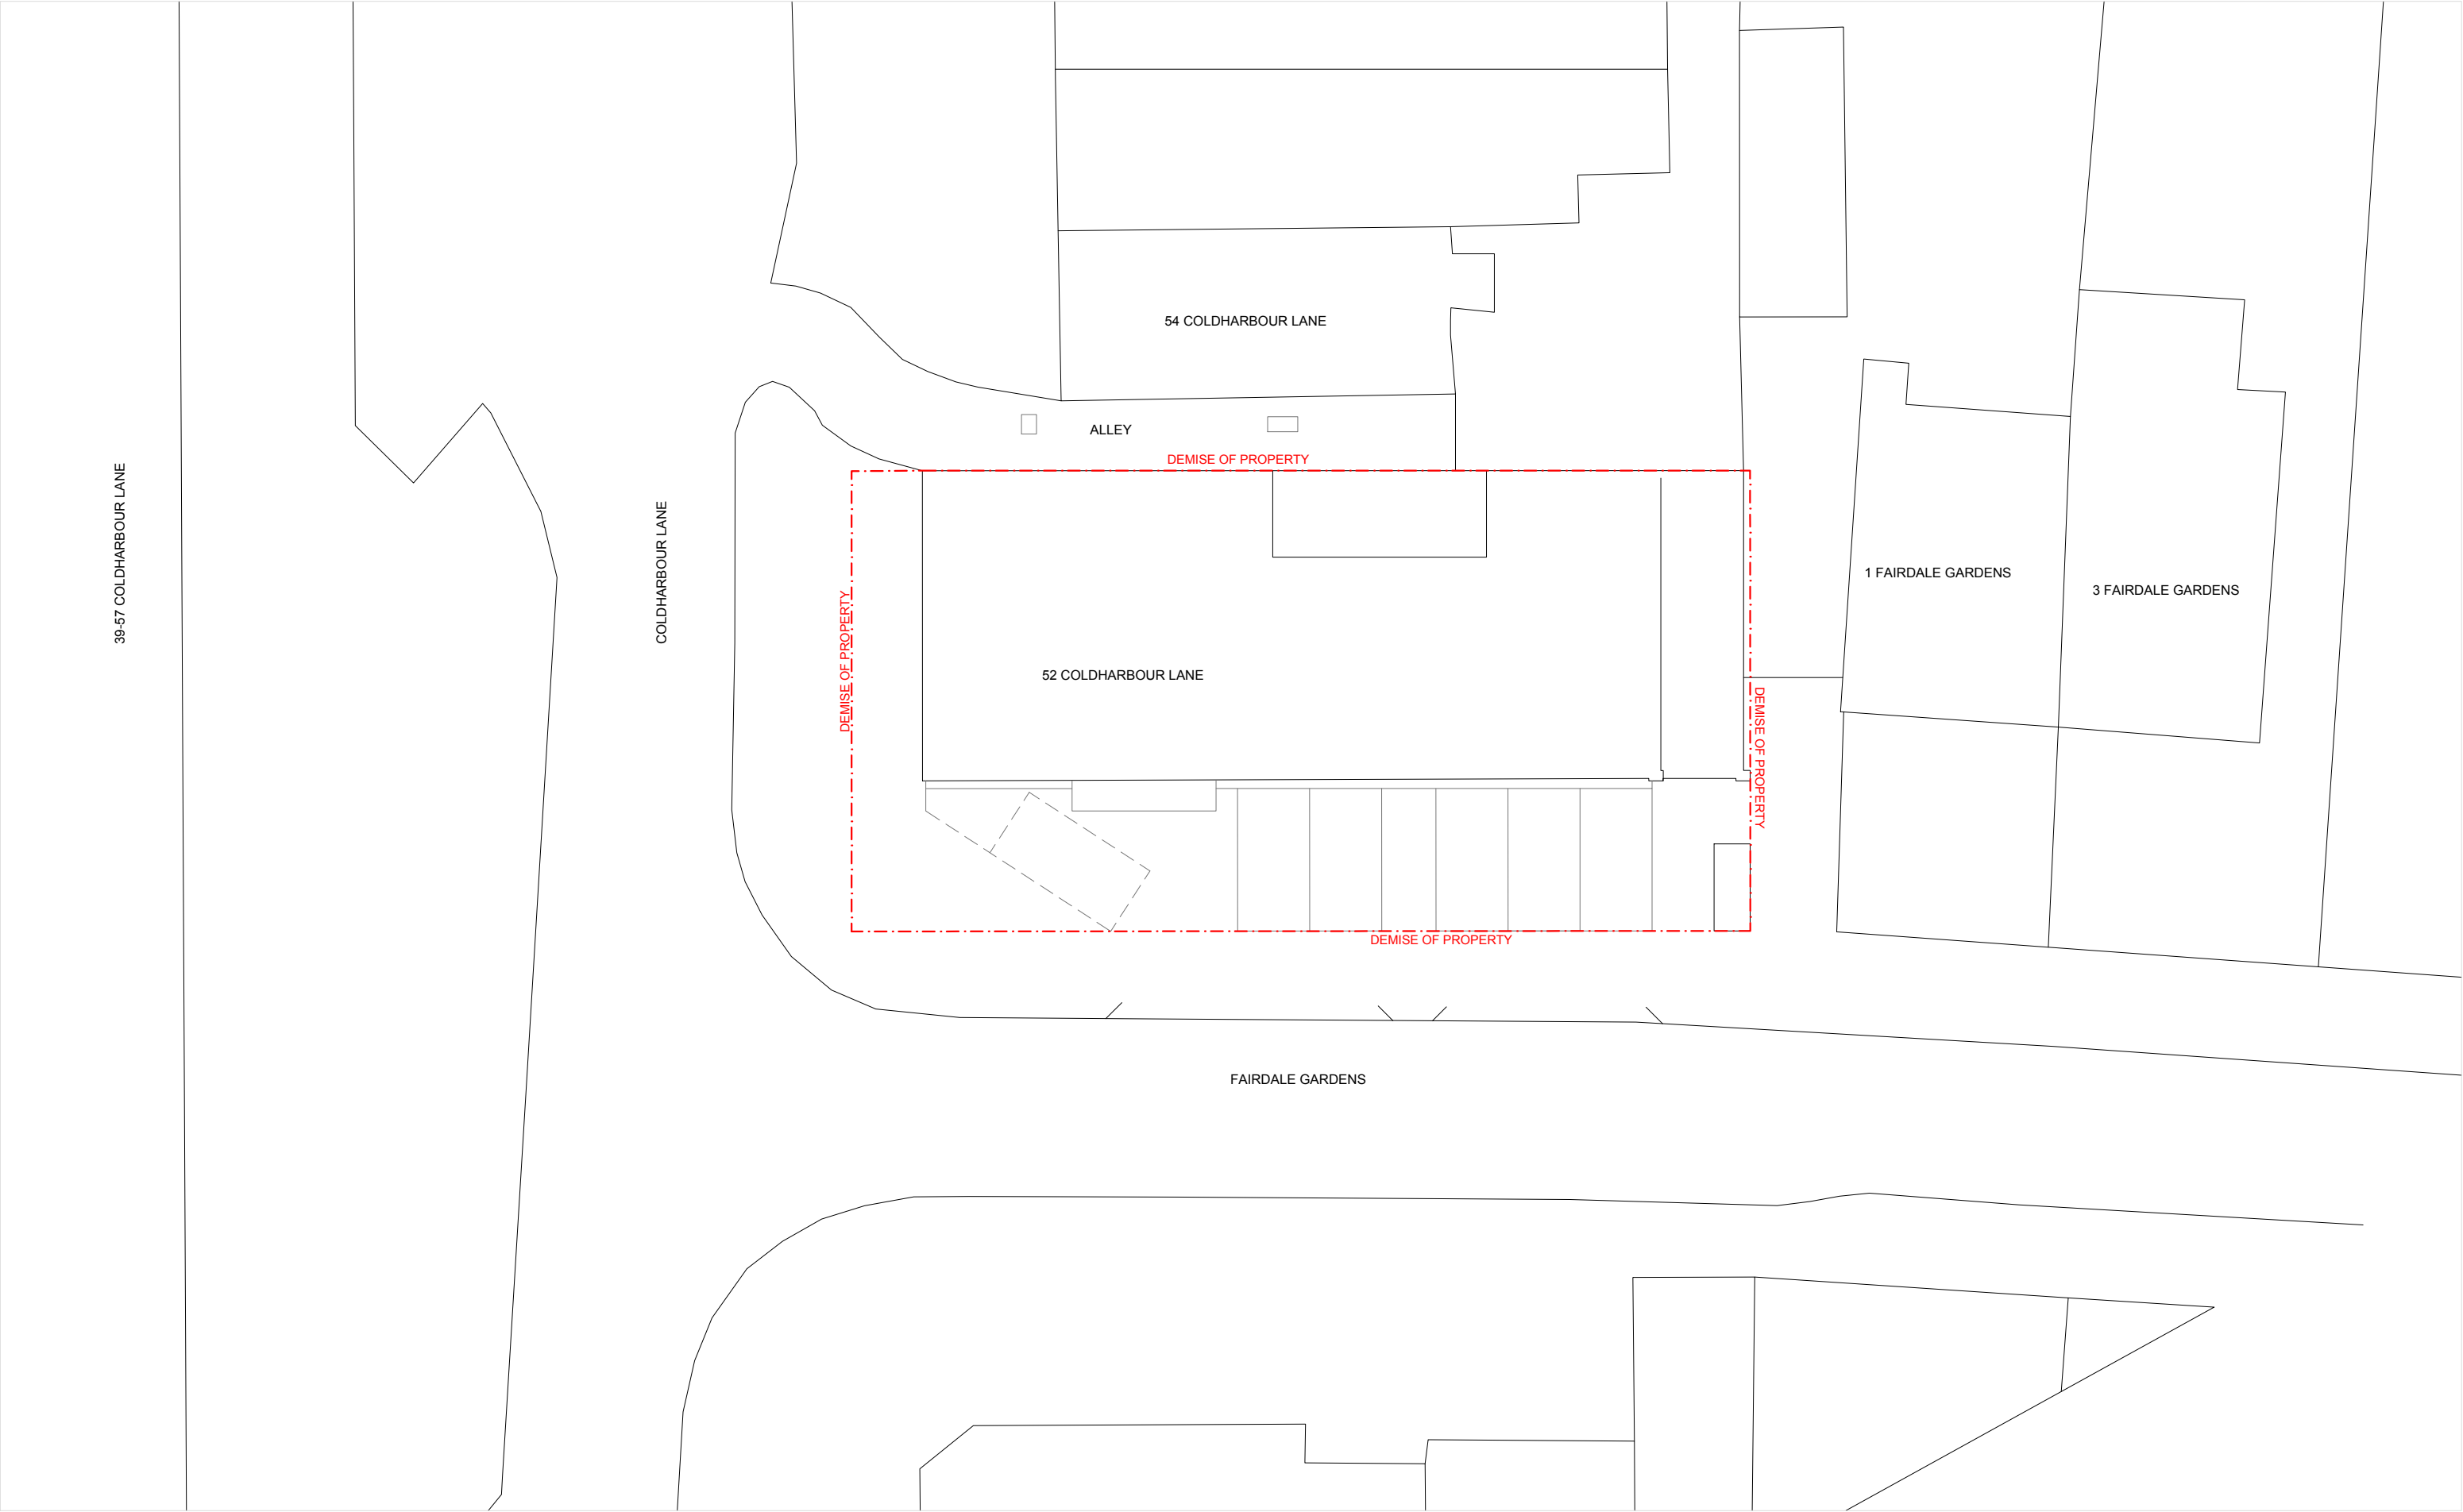 54 COLDHARBOUR LANE
ALLEY
DEMISE OF PROPERTY
39-57 COLDHARBOUR LANE
COLDHARBOUR LANE
1 FAIRDALE GARDENS
3 FAIRDALE GARDENS
DEMISE OF PROPERTY
52 COLDHARBOUR LANE
DEMISE OF PROPERTY
DEMISE OF PROPERTY
FAIRDALE GARDENS